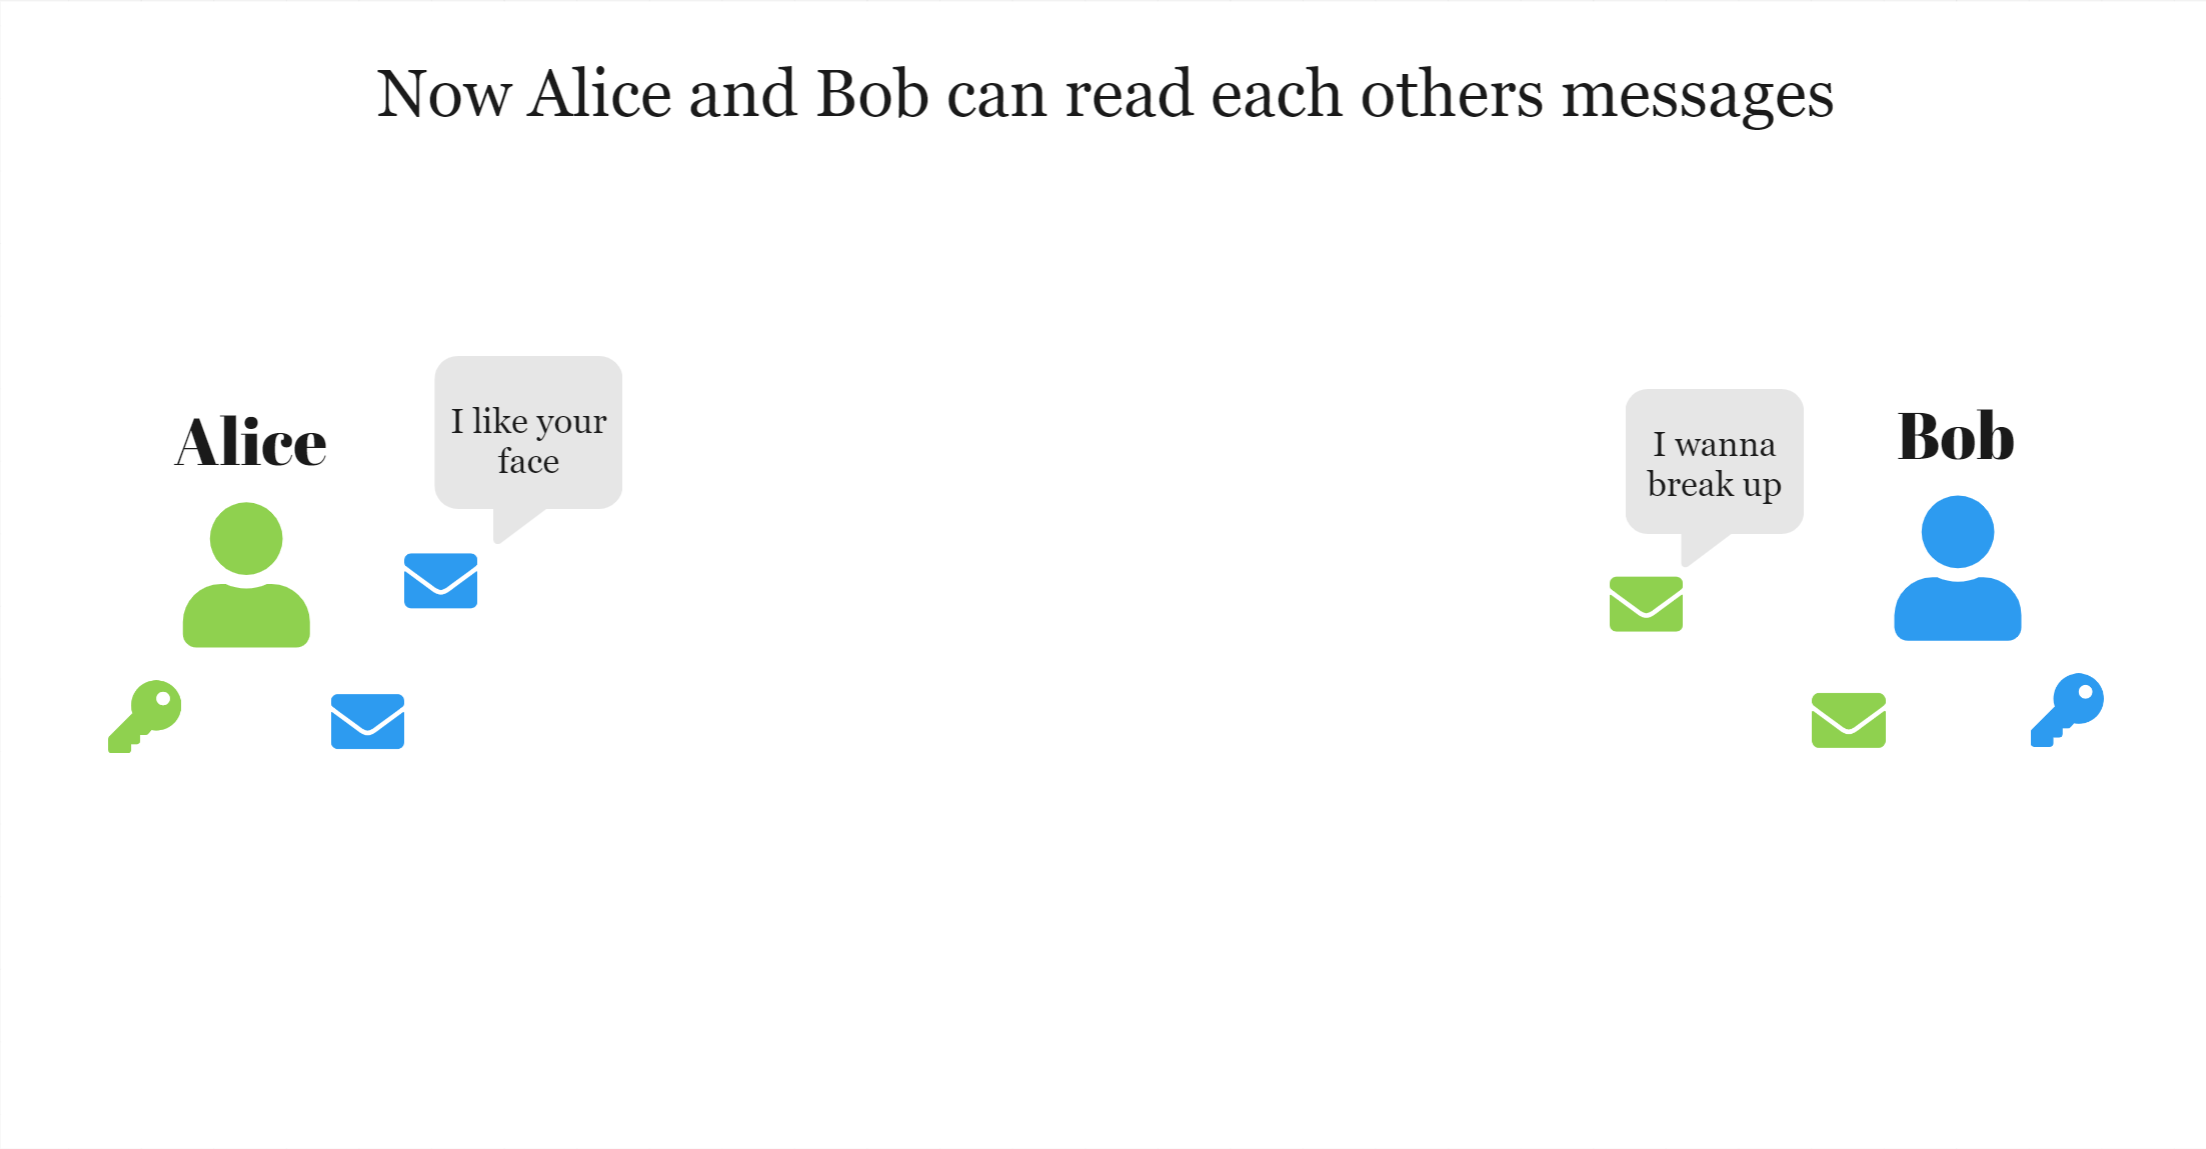 Now Alice and Bob can read each others messages
Alice
I like your
face
I wanna
break up
Bob